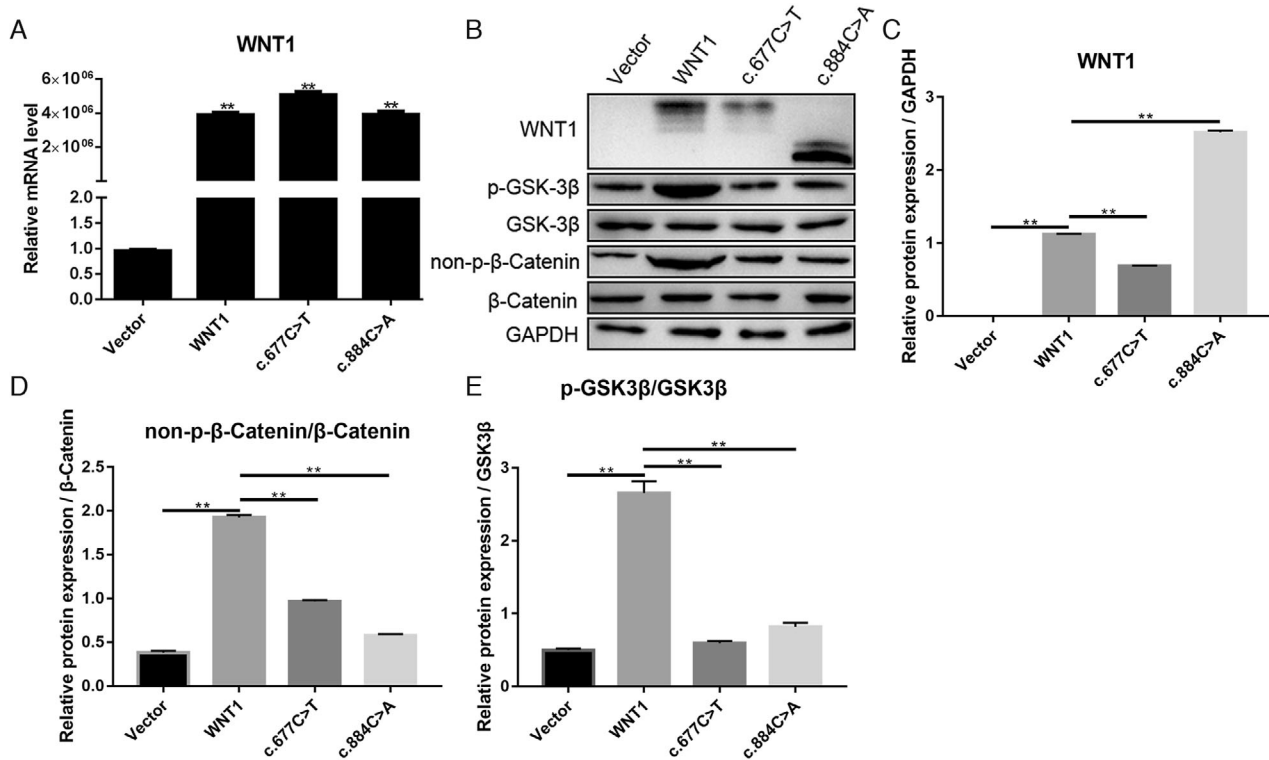 A
WNT1
Relative mRNA level
6×10⁰⁶
4×10⁰⁶
2×10⁰⁶
2.0
1.5
1.0
0.5
0.0
**
**
**
Vector
WNT1
c.677C>T
c.884C>A
B
Vector
WNT1
c.677C>T
c.884C>A
WNT1
p-GSK-3β
GSK-3β
non-p-β-Catenin
β-Catenin
GAPDH
C
WNT1
Relative protein expression / GAPDH
3
2
1
0
**
**
**
Vector
WNT1
c.677C>T
c.884C>A
D
non-p-β-Catenin/β-Catenin
Relative protein expression / β-Catenin
2.5
2.0
1.5
1.0
0.5
0.0
**
**
**
Vector
WNT1
c.677C>T
c.884C>A
E
p-GSK3β/GSK3β
Relative protein expression / GSK3β
3
2
1
0
**
**
**
Vector
WNT1
c.677C>T
c.884C>A